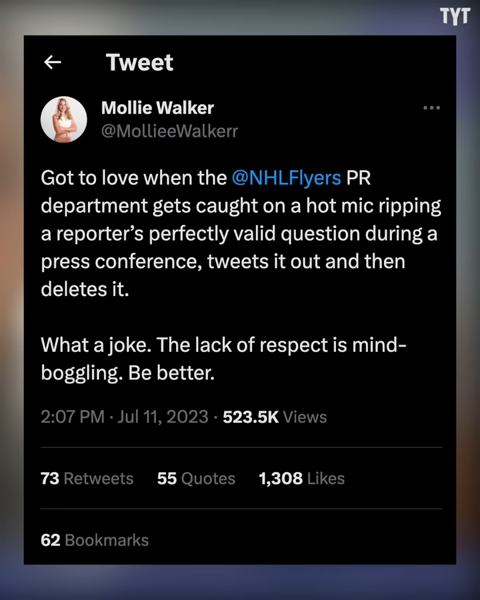 TYT
← Tweet
Mollie Walker
@MollieeWalkerr
Got to love when the @NHLFlyers PR
department gets caught on a hot mic ripping
a reporter's perfectly valid question during a
press conference, tweets it out and then
deletes it.
What a joke. The lack of respect is mind-
boggling. Be better.
2:07 PM · Jul 11, 2023 · 523.5K Views
73 Retweets 55 Quotes 1,308 Likes
62 Bookmarks